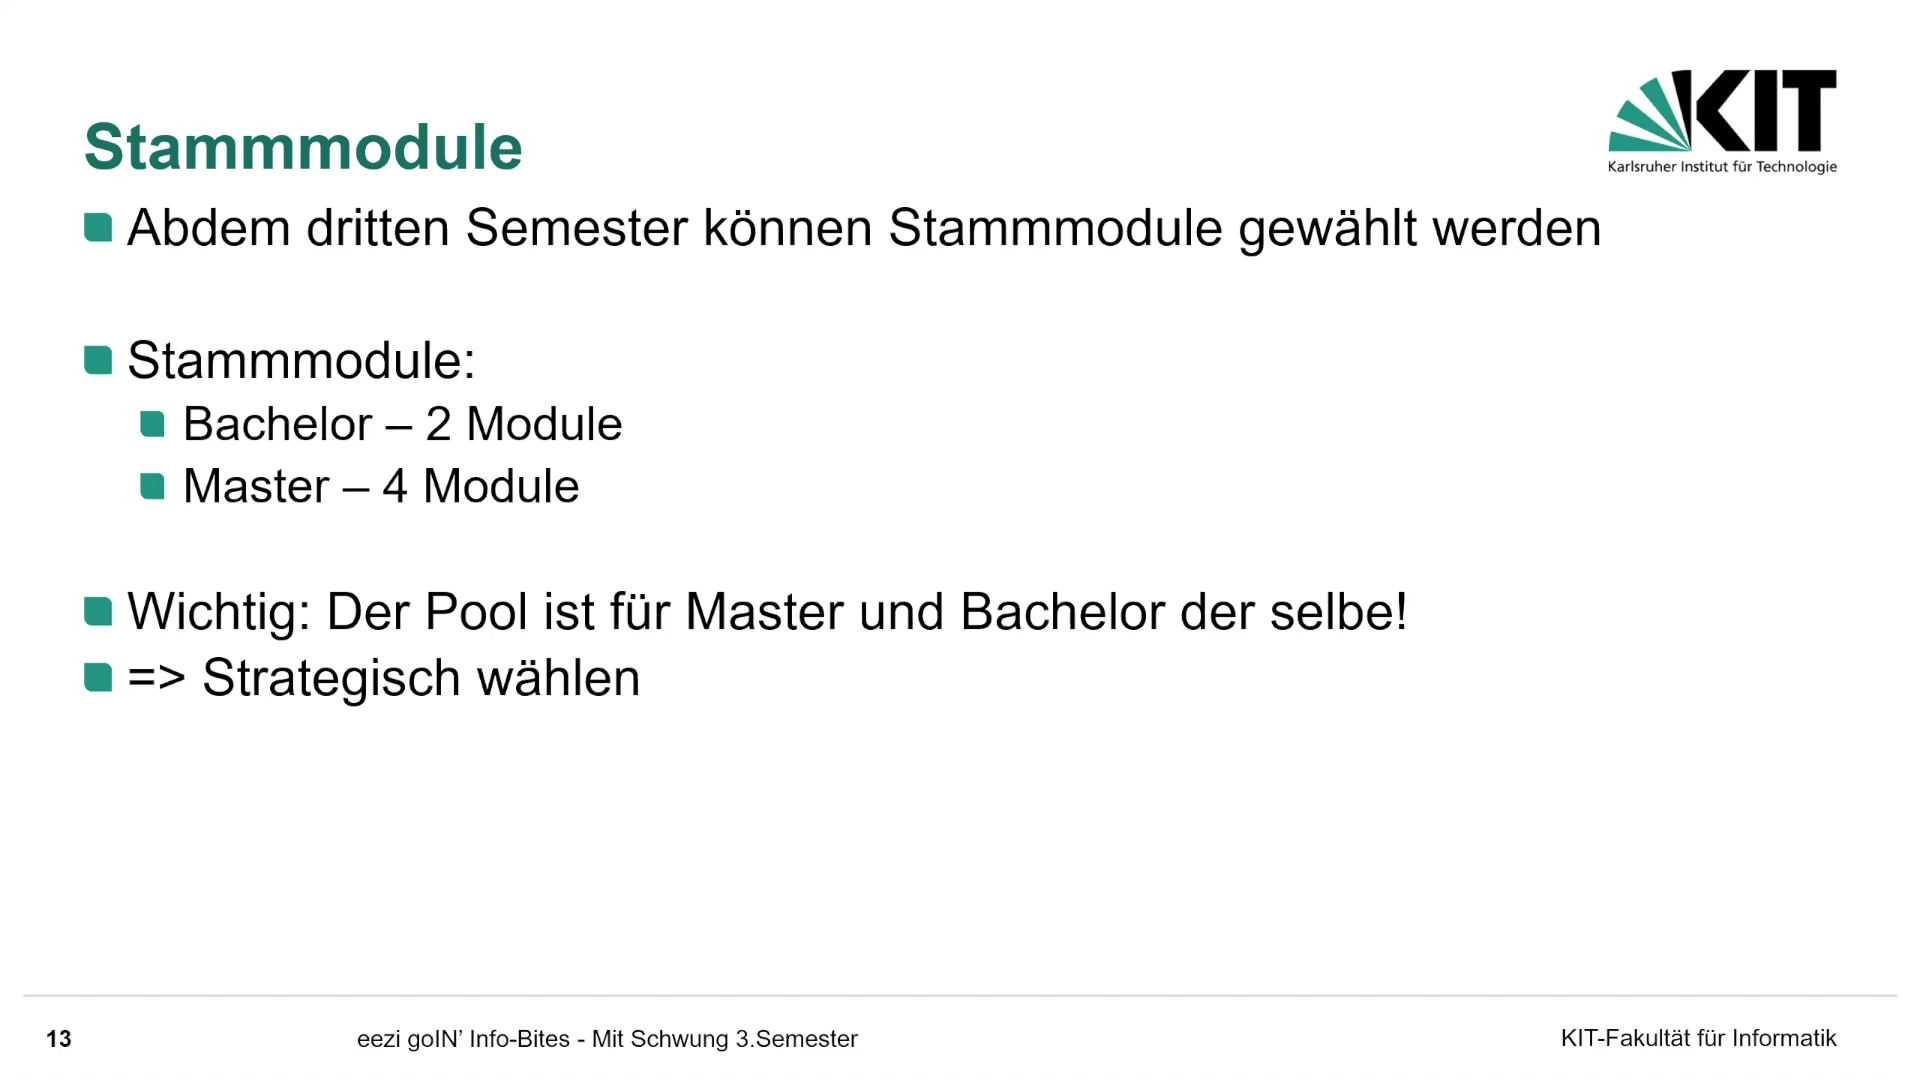 KIT
Karlsruher Institut für Technologie
Stammmodule
Abdem dritten Semester können Stammmodule gewählt werden
Stammmodule:
Bachelor – 2 Module
Master – 4 Module
Wichtig: Der Pool ist für Master und Bachelor der selbe!
=> Strategisch wählen
13
eezi goIN’ Info-Bites - Mit Schwung 3.Semester
KIT-Fakultät für Informatik